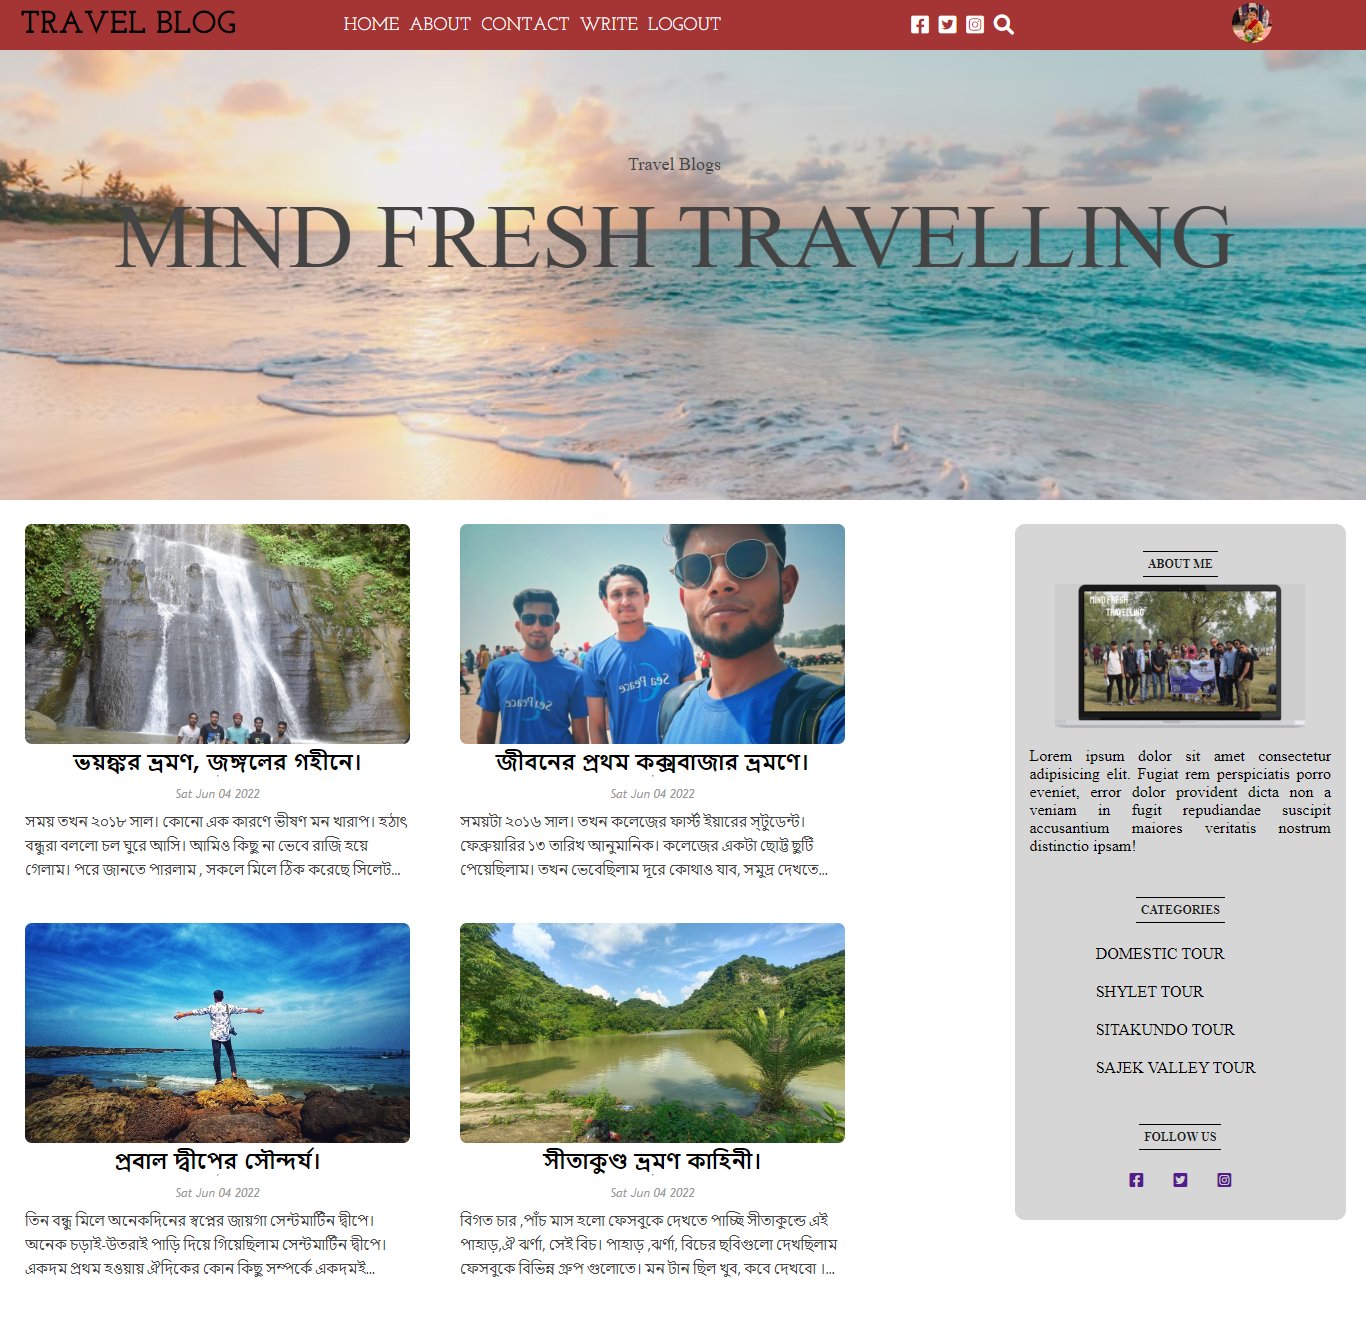 TRAVEL BLOG
HOME ABOUT CONTACT WRITE LOGOUT
Travel Blogs
MIND FRESH TRAVELLING
ভয়ঙ্কর ভ্রমণ, জঙ্গলের গহীনে।
Sat Jun 04 2022
সময় তখন ২০১৮ সাল। কোনো এক কারণে ভীষণ মন খারাপ। হঠাৎ
বন্ধুরা বললো চল ঘুরে আসি। আমিও কিছু না ভেবে রাজি হয়ে
গেলাম। পরে জানতে পারলাম , সকলে মিলে ঠিক করেছে সিলেট...
Sea Peace
Sea Peace
জীবনের প্রথম কক্সবাজার ভ্রমণে।
Sat Jun 04 2022
সময়টা ২০১৬ সাল। তখন কলেজের ফার্স্ট ইয়ারের স্টুডেন্ট।
ফেব্রুয়ারির ১৩ তারিখ আনুমানিক। কলেজের একটা ছোট্ট ছুটি
পেয়েছিলাম। তখন ভেবেছিলাম দূরে কোথাও যাব, সমুদ্র দেখতে...
প্রবাল দ্বীপের সৌন্দর্য।
Sat Jun 04 2022
তিন বন্ধু মিলে অনেকদিনের স্বপ্নের জায়গা সেন্টমার্টিন দ্বীপে।
অনেক চড়াই-উতরাই পাড়ি দিয়ে গিয়েছিলাম সেন্টমার্টিন দ্বীপে।
একদম প্রথম হওয়ায় ঐদিকের কোন কিছু সম্পর্কে একদমই...
সীতাকুণ্ড ভ্রমণ কাহিনী।
Sat Jun 04 2022
বিগত চার ,পাঁচ মাস হলো ফেসবুকে দেখতে পাচ্ছি সীতাকুন্ডে এই
পাহাড়,ঐ ঝর্ণা, সেই বিচ। পাহাড় ,ঝর্ণা, বিচের ছবিগুলো দেখছিলাম
ফেসবুকে বিভিন্ন গ্রুপ গুলোতে। মন টান ছিল খুব, কবে দেখবো ।...
ABOUT ME
MIND FRESH
TRAVELLING
Lorem ipsum dolor sit amet consectetur
adipisicing elit. Fugiat rem perspiciatis porro
eveniet, error dolor provident dicta non a
veniam in fugit repudiandae suscipit
accusantium maiores veritatis nostrum
distinctio ipsam!
CATEGORIES
DOMESTIC TOUR
SHYLET TOUR
SITAKUNDO TOUR
SAJEK VALLEY TOUR
FOLLOW US